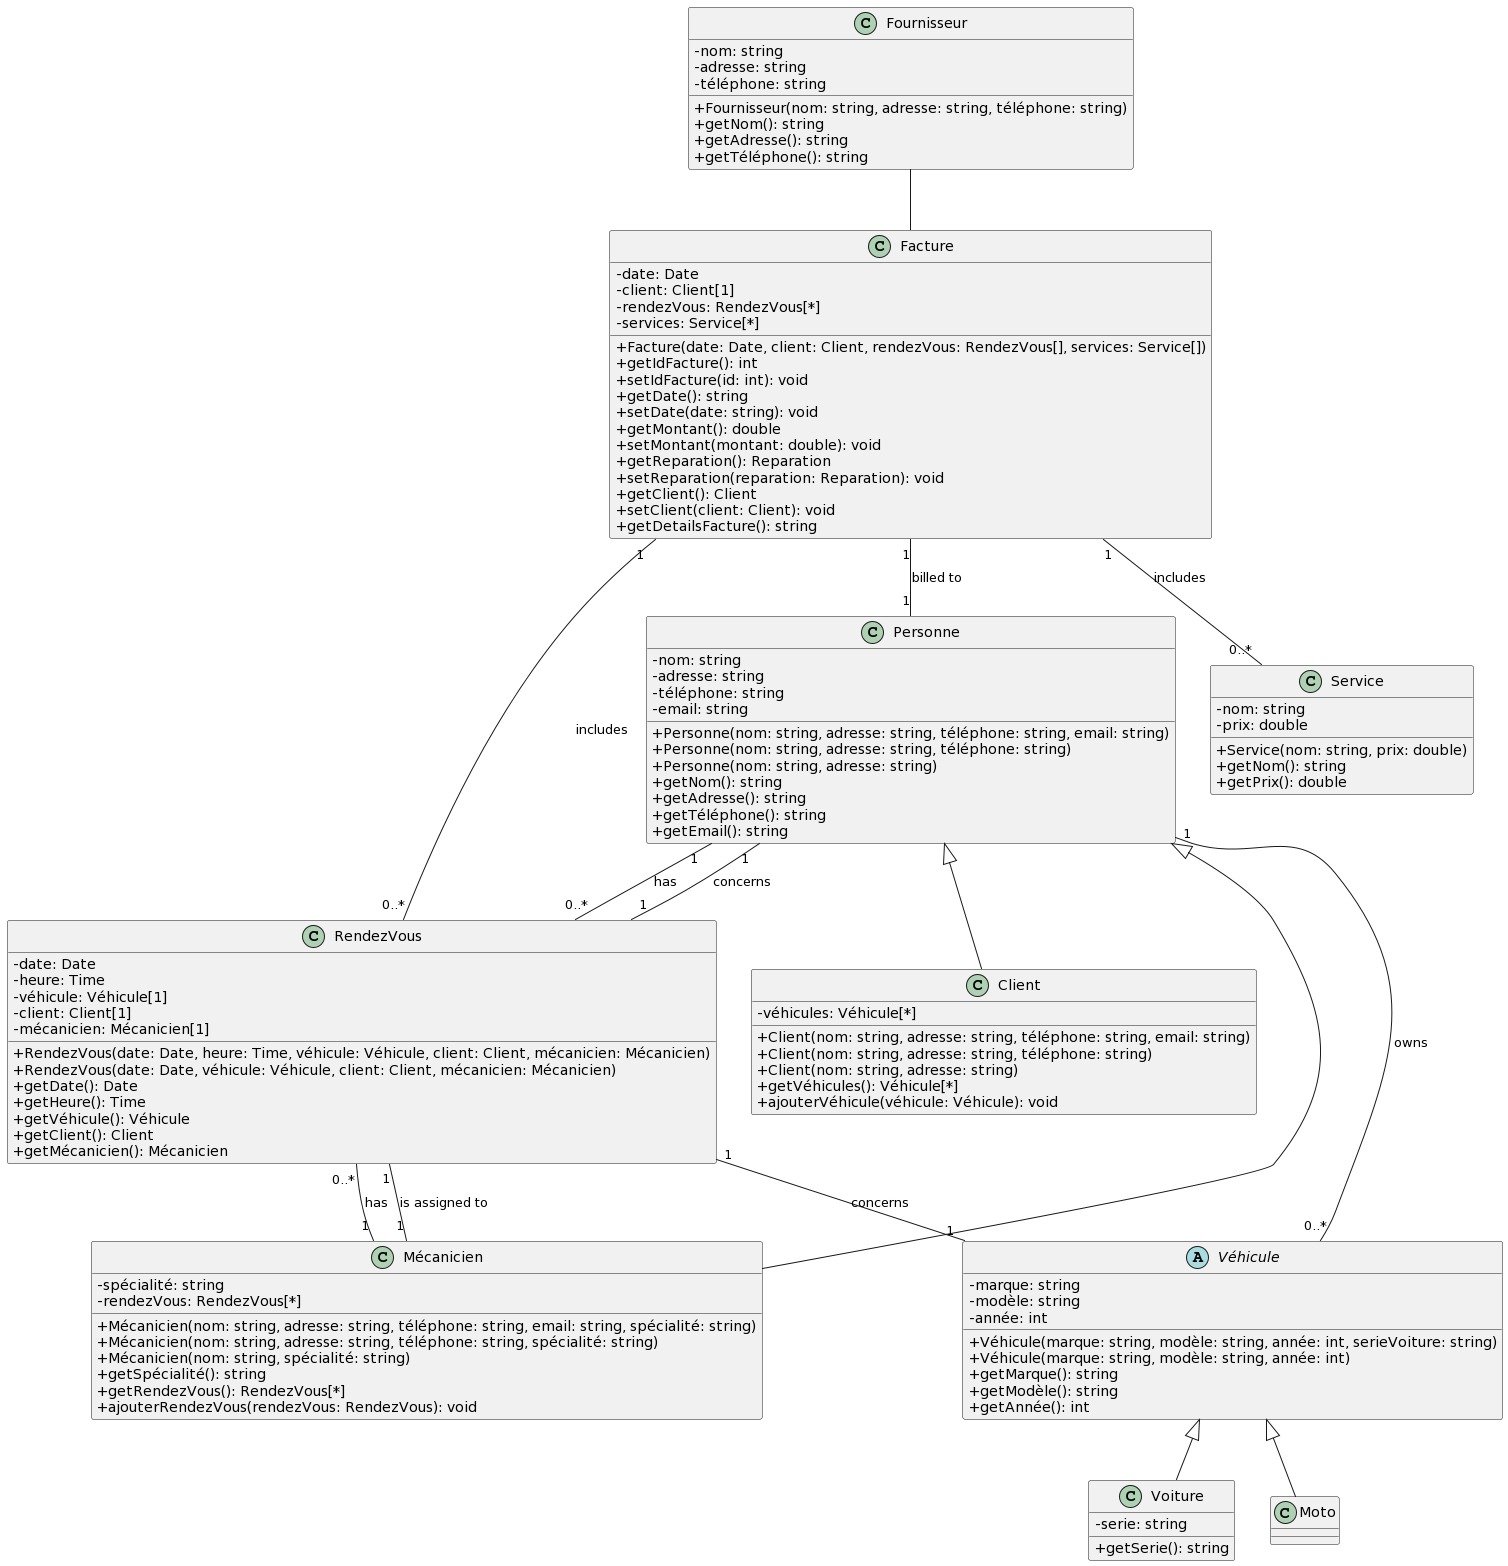 C Fournisseur
-nom: string
-adresse: string
-téléphone: string
+Fournisseur(nom: string, adresse: string, téléphone: string)
+getNom(): string
+getAdresse(): string
+getTéléphone(): string
C Facture
-date: Date
-client: Client[1]
-rendezVous: RendezVous[*]
-services: Service[*]
+Facture(date: Date, client: Client, rendezVous: RendezVous[], services: Service[])
+getIdFacture(): int
+setIdFacture(id: int): void
+getDate(): string
+setDate(date: string): void
+getMontant(): double
+setMontant(montant: double): void
+getReparation(): Reparation
+setReparation(reparation: Reparation): void
+getClient(): Client
+setClient(client: Client): void
+getDetailsFacture(): string
1
1
1
billed to
includes
1
0..*
C Personne
-nom: string
-adresse: string
-téléphone: string
-email: string
+Personne(nom: string, adresse: string, téléphone: string, email: string)
+Personne(nom: string, adresse: string, téléphone: string)
+Personne(nom: string, adresse: string)
+getNom(): string
+getAdresse(): string
+getTéléphone(): string
+getEmail(): string
C Service
-nom: string
-prix: double
+Service(nom: string, prix: double)
+getNom(): string
+getPrix(): double
includes
1
1
1
has
concerns
0..*
0..*
1
C RendezVous
-date: Date
-heure: Time
-véhicule: Véhicule[1]
-client: Client[1]
-mécanicien: Mécanicien[1]
+RendezVous(date: Date, heure: Time, véhicule: Véhicule, client: Client, mécanicien: Mécanicien)
+RendezVous(date: Date, véhicule: Véhicule, client: Client, mécanicien: Mécanicien)
+getDate(): Date
+getHeure(): Time
+getVéhicule(): Véhicule
+getClient(): Client
+getMécanicien(): Mécanicien
C Client
-véhicules: Véhicule[*]
+Client(nom: string, adresse: string, téléphone: string, email: string)
+Client(nom: string, adresse: string, téléphone: string)
+Client(nom: string, adresse: string)
+getVéhicules(): Véhicule[*]
+ajouterVéhicule(véhicule: Véhicule): void
owns
1
0..*
1
has
is assigned to
concerns
1
1
1
0..*
C Mécanicien
-spécialité: string
-rendezVous: RendezVous[*]
+Mécanicien(nom: string, adresse: string, téléphone: string, email: string, spécialité: string)
+Mécanicien(nom: string, adresse: string, téléphone: string, spécialité: string)
+Mécanicien(nom: string, spécialité: string)
+getSpécialité(): string
+getRendezVous(): RendezVous[*]
+ajouterRendezVous(rendezVous: RendezVous): void
A Véhicule
-marque: string
-modèle: string
-année: int
+Véhicule(marque: string, modèle: string, année: int, serieVoiture: string)
+Véhicule(marque: string, modèle: string, année: int)
+getMarque(): string
+getModèle(): string
+getAnnée(): int
C Voiture
-serie: string
+getSerie(): string
C Moto